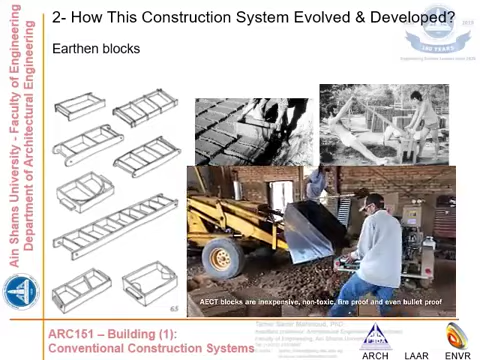 2- How This Construction System Evolved & Developed?
Earthen blocks
Ain Shams University - Faculty of Engineering
Department of Architectural Engineering
AECT blocks are inexpensive, non-toxic, fire proof and even bullet proof
ARC151 – Building (1):
Conventional Construction Systems
ARCH
LAAR
ENVR